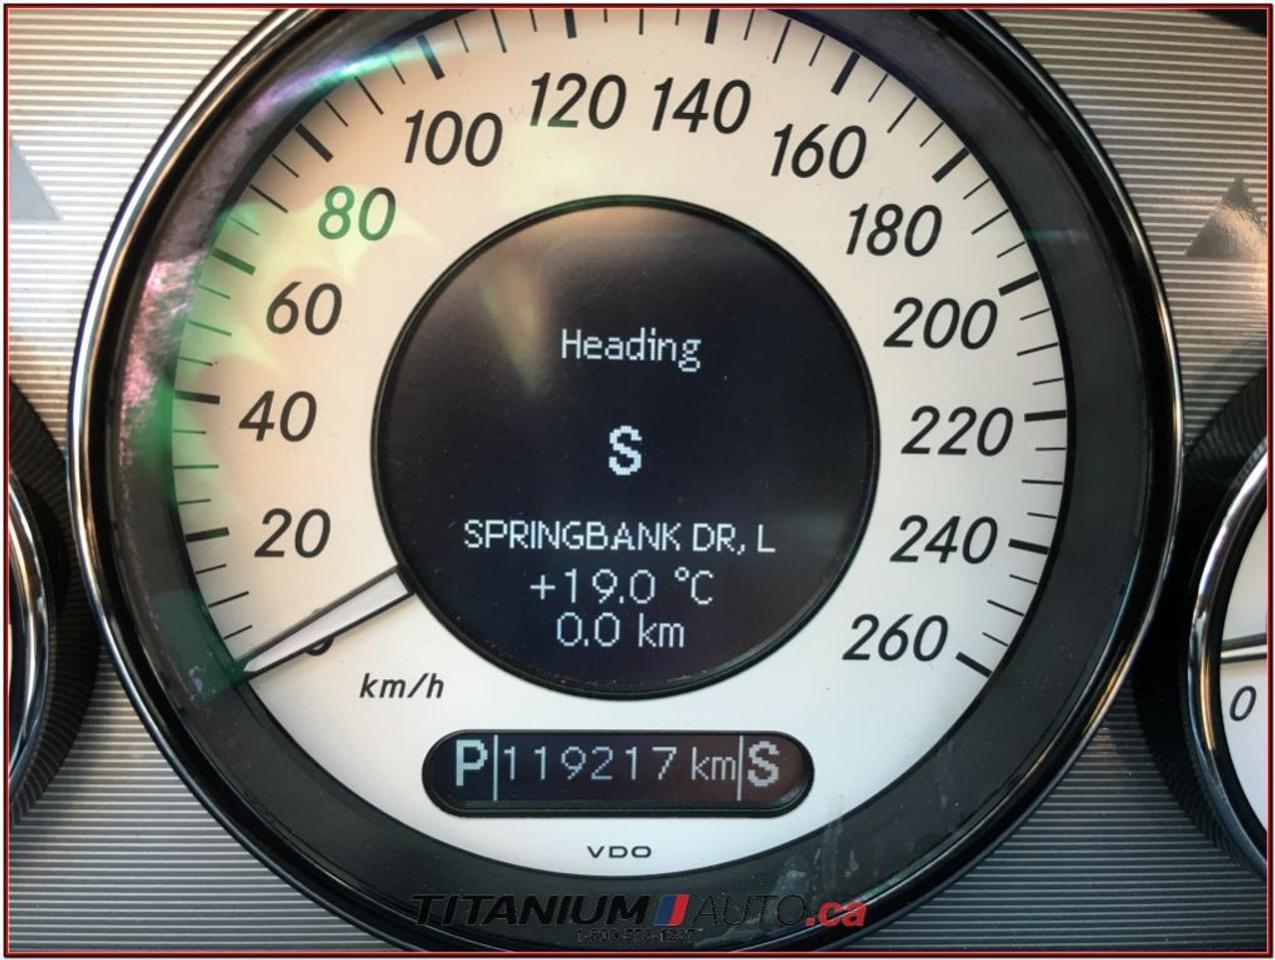 120 140
100 160
80 180
60 200
40 220
20 240
260
Heading
S
SPRINGBANK DR, L
+19.0 °C
0.0 km
km/h
P|119217 km|S
VDO
0
TITANIUM AUTO.ca